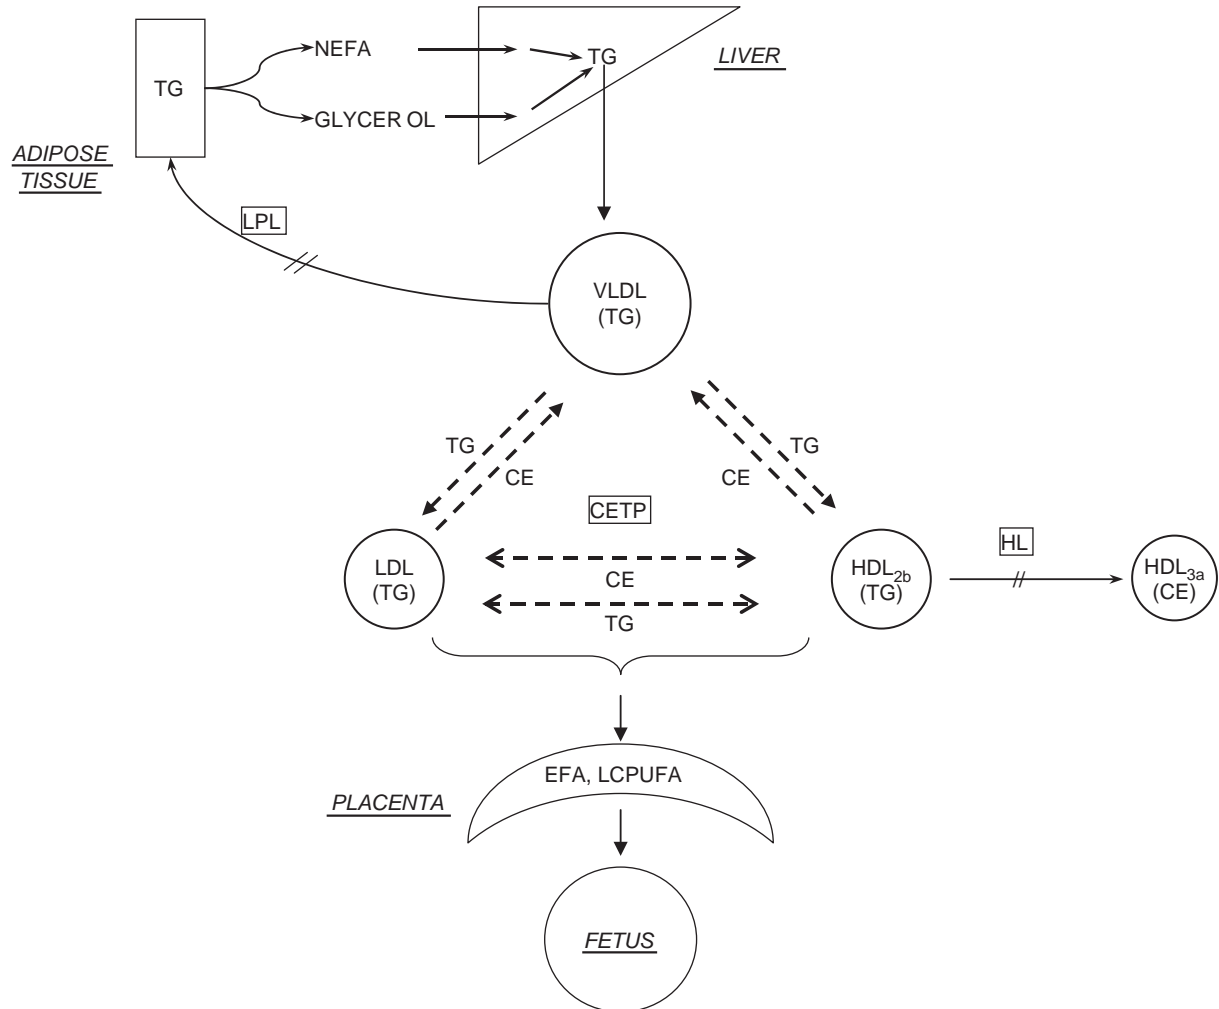 NEFA
TG
LIVER
TG
GLYCER OL
ADIPOSE
TISSUE
LPL
VLDL
(TG)
TG
TG
CE
CE
CETP
HL
LDL
(TG)
CE
HDL2b
(TG)
HDL3a
(CE)
TG
EFA, LCPUFA
PLACENTA
FETUS